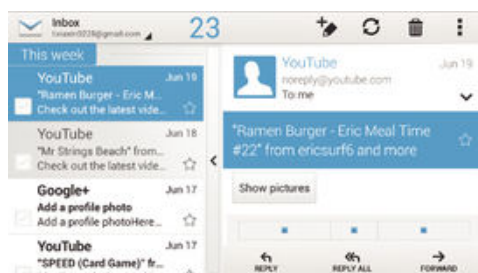 Inbox
23
This week
YouTube Jun 19
"Ramen Burger - Eric M...
Check out the latest vide...
YouTube Jun 18
"Mr Strings Beach" from...
Check out the latest vide...
Google+ Jun 17
Add a profile photo
Add a profile photoHere...
YouTube Jun 17
"SPEED (Card Game)" fr...
YouTube Jun 19
noreply@youtube.com
To: me
"Ramen Burger - Eric Meal Time
#22" from ericsurf6 and more
Show pictures
REPLY REPLY ALL FORWARD